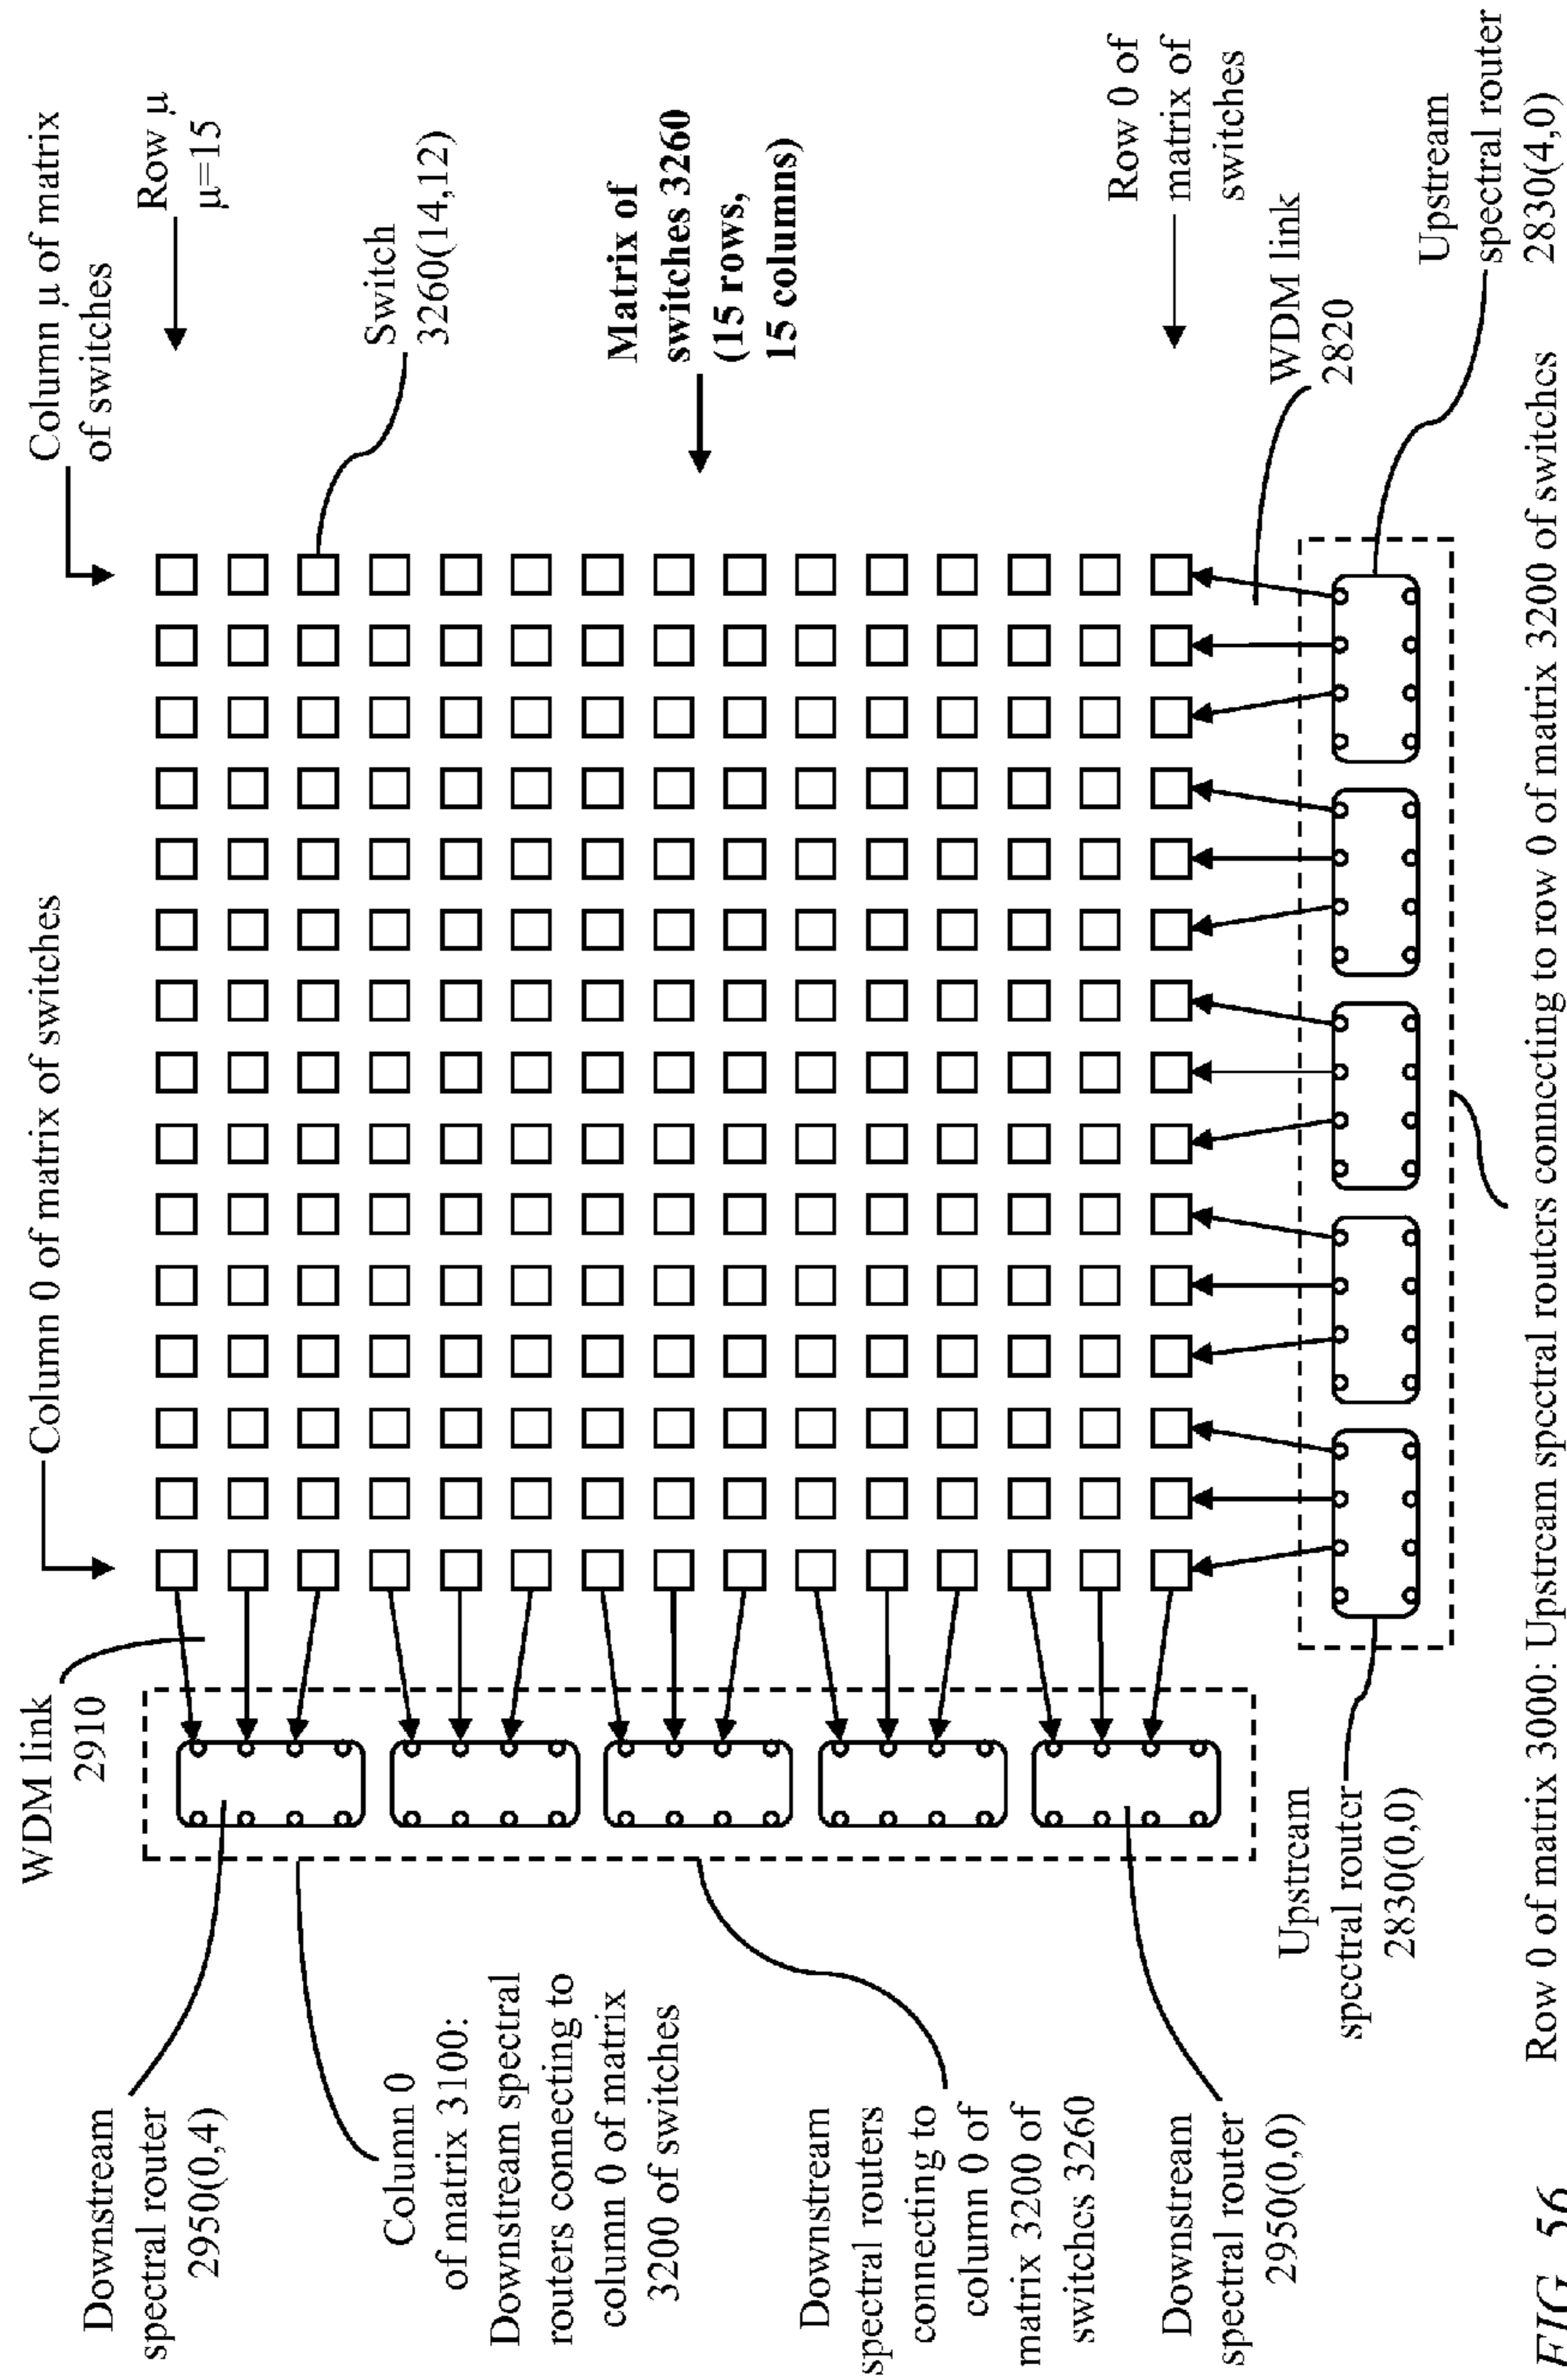 Column 0 of matrix of switches
Column μ of matrix
of switches
WDM link
2910
Row μ
μ=15
Downstream
spectral router
2950(0,4)
Switch
3260(14,12)
Column 0
of matrix 3100:
Downstream spectral
routers connecting to
column 0 of matrix
3200 of switches
Matrix of
switches 3260
(15 rows,
15 columns)
Downstream
spectral routers
connecting to
column 0 of
matrix 3200 of
switches 3260
Row 0 of
matrix of
switches
Downstream
spectral router
2950(0,0)
WDM link
2820
Upstream
spectral router
2830(0,0)
Upstream
spectral router
2830(4,0)
Row 0 of matrix 3000: Upstream spectral routers connecting to row 0 of matrix 3200 of switches
FIG. 56